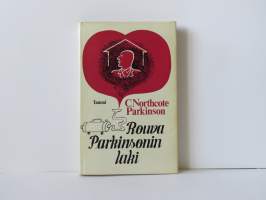 Tammi
C. Northcote
Parkinson
Rouva
Parkinsonin
laki